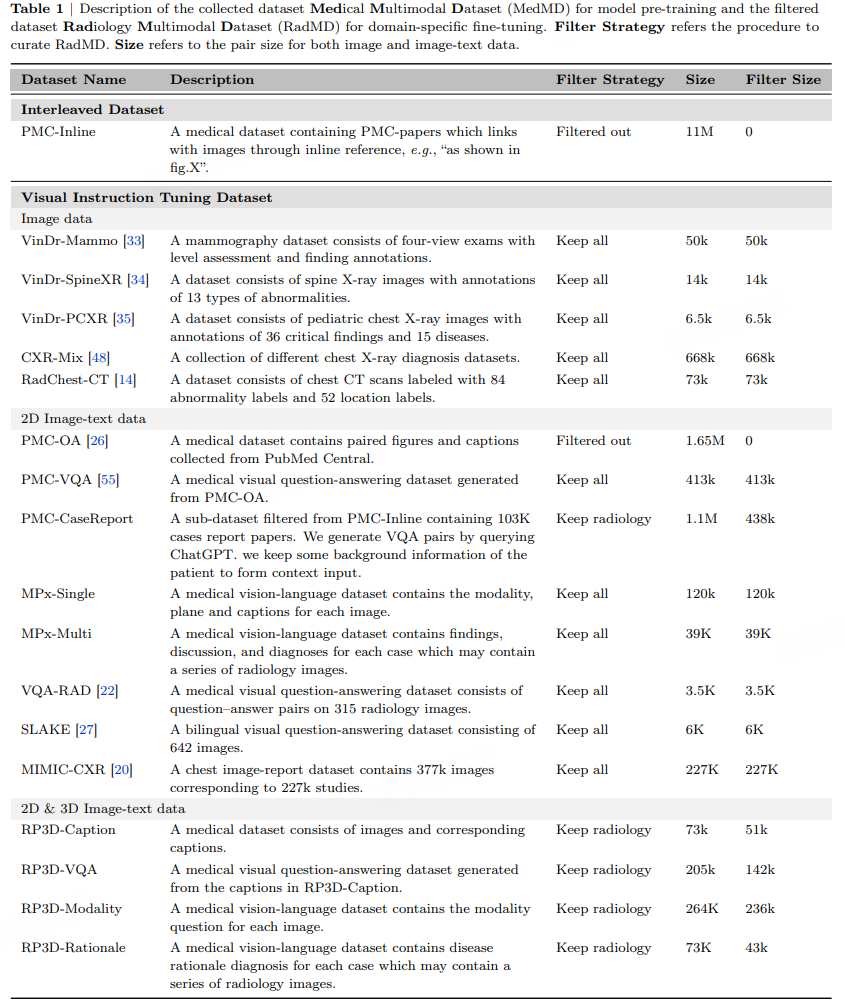 Table 1 | Description of the collected dataset Medical Multimodal Dataset (MedMD) for model pre-training and the filtered
dataset Radiology Multimodal Dataset (RadMD) for domain-specific fine-tuning. Filter Strategy refers the procedure to
curate RadMD. Size refers to the pair size for both image and image-text data.
Dataset Name Description Filter Strategy Size Filter Size
Interleaved Dataset
PMC-Inline A medical dataset containing PMC-papers which links Filtered out 11M 0
with images through inline reference, e.g., “as shown in
fig.X”.
Visual Instruction Tuning Dataset
Image data
VinDr-Mammo [33] A mammography dataset consists of four-view exams with Keep all 50k 50k
level assessment and finding annotations.
VinDr-SpineXR [34] A dataset consists of spine X-ray images with annotations Keep all 14k 14k
of 13 types of abnormalities.
VinDr-PCXR [35] A dataset consists of pediatric chest X-ray images with Keep all 6.5k 6.5k
annotations of 36 critical findings and 15 diseases.
CXR-Mix [48] A collection of different chest X-ray diagnosis datasets. Keep all 668k 668k
RadChest-CT [14] A dataset consists of chest CT scans labeled with 84 Keep all 73k 73k
abnormality labels and 52 location labels.
2D Image-text data
PMC-OA [26] A medical dataset contains paired figures and captions Filtered out 1.65M 0
collected from PubMed Central.
PMC-VQA [55] A medical visual question-answering dataset generated Keep all 413k 413k
from PMC-OA.
PMC-CaseReport A sub-dataset filtered from PMC-Inline containing 103K Keep radiology 1.1M 438k
cases report papers. We generate VQA pairs by querying
ChatGPT. we keep some background information of the
patient to form context input.
MPx-Single A medical vision-language dataset contains the modality, Keep all 120k 120k
plane and captions for each image.
MPx-Multi A medical vision-language dataset contains findings, Keep all 39K 39K
discussion, and diagnoses for each case which may contain
a series of radiology images.
VQA-RAD [22] A medical visual question-answering dataset consists of Keep all 3.5K 3.5K
question–answer pairs on 315 radiology images.
SLAKE [27] A bilingual visual question-answering dataset consisting of Keep all 6K 6K
642 images.
MIMIC-CXR [20] A chest image-report dataset contains 377k images Keep all 227K 227K
corresponding to 227k studies.
2D & 3D Image-text data
RP3D-Caption A medical dataset consists of images and corresponding Keep radiology 73k 51k
captions.
RP3D-VQA A medical visual question-answering dataset generated Keep radiology 205k 142k
from the captions in RP3D-Caption.
RP3D-Modality A medical vision-language dataset contains the modality Keep radiology 264K 236k
question for each image.
RP3D-Rationale A medical vision-language dataset contains disease Keep radiology 73K 43k
rationale diagnosis for each case which may contain a
series of radiology images.